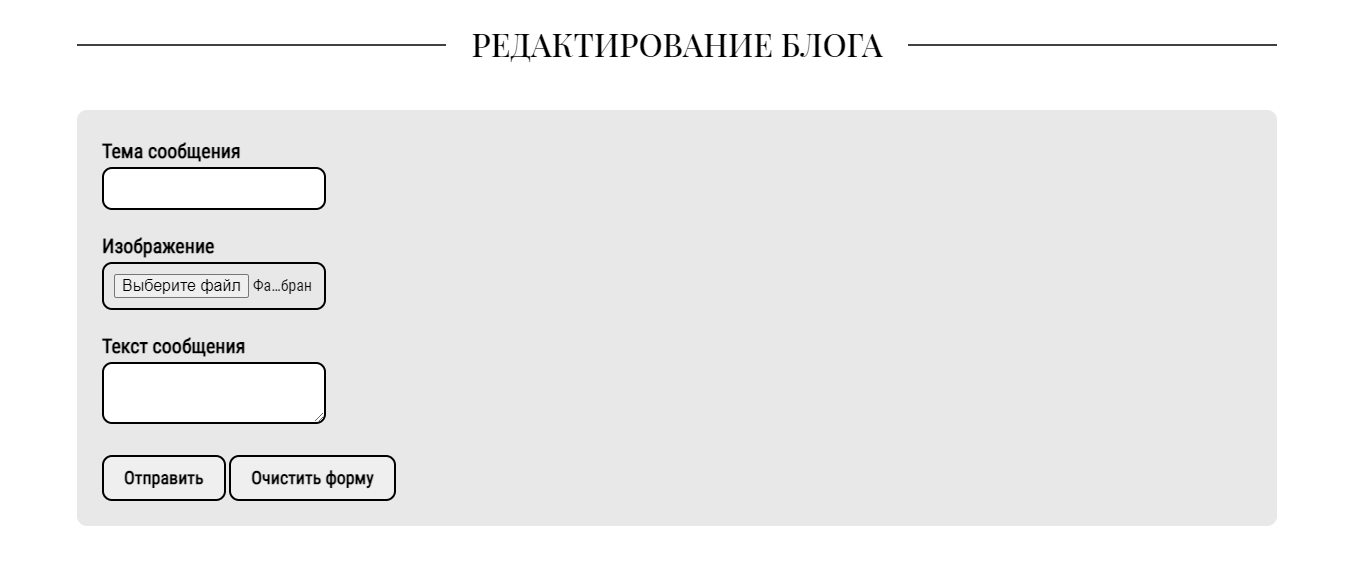 РЕДАКТИРОВАНИЕ БЛОГА
Тема сообщения
Изображение
Выберите файл Фа...бран
Текст сообщения
Отправить Очистить форму